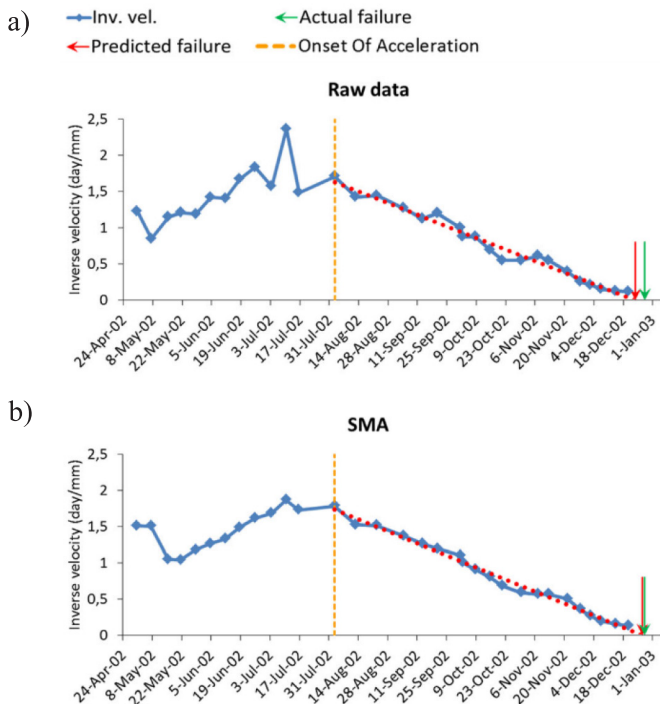 a)
Inv. vel.
Actual failure
Predicted failure
Onset Of Acceleration
Raw data
Inverse velocity (day/mm)
2,5
2
1,5
1
0,5
0
24-Apr-02
8-May-02
22-May-02
5-Jun-02
19-Jun-02
3-Jul-02
17-Jul-02
31-Jul-02
14-Aug-02
28-Aug-02
11-Sep-02
25-Sep-02
9-Oct-02
23-Oct-02
6-Nov-02
20-Nov-02
4-Dec-02
18-Dec-02
1-Jan-03
b)
SMA
Inverse velocity (day/mm)
2,5
2
1,5
1
0,5
0
24-Apr-02
8-May-02
22-May-02
5-Jun-02
19-Jun-02
3-Jul-02
17-Jul-02
31-Jul-02
14-Aug-02
28-Aug-02
11-Sep-02
25-Sep-02
9-Oct-02
23-Oct-02
6-Nov-02
20-Nov-02
4-Dec-02
18-Dec-02
1-Jan-03